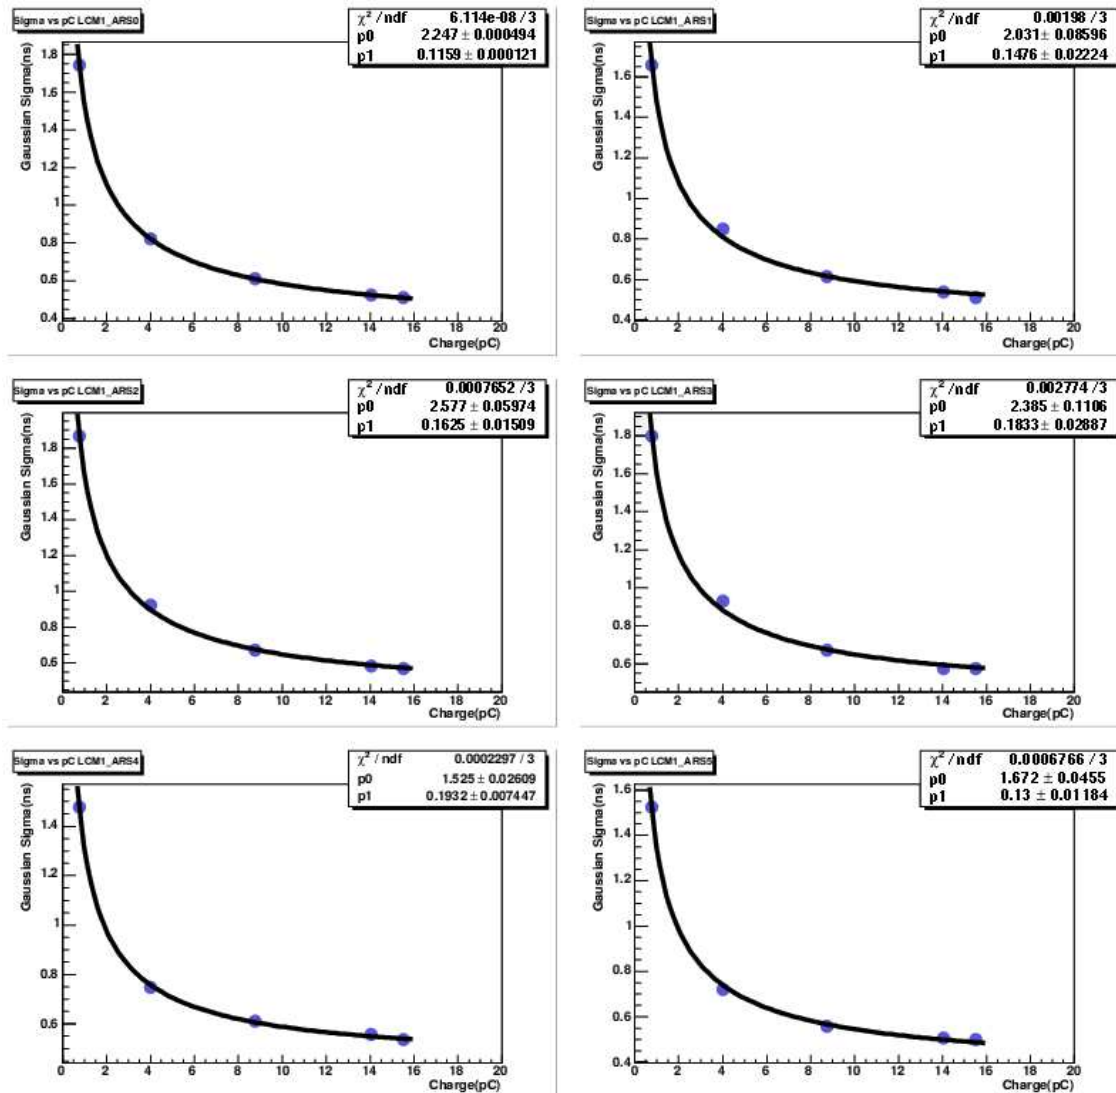 Sigma vs pC LCM1_ARS0
χ² / ndf 6.114e-08 / 3
p0 2.247 ± 0.000494
p1 0.1159 ± 0.000121
Gaussian Sigma(ns)
1.8
1.6
1.4
1.2
1
0.8
0.6
0.4
0 2 4 6 8 10 12 14 16 18 20
Charge(pC)
Sigma vs pC LCM1_ARS1
χ² / ndf 0.00198 / 3
p0 2.031 ± 0.08596
p1 0.1476 ± 0.02224
Gaussian Sigma(ns)
1.6
1.4
1.2
1
0.8
0.6
0.4
0 2 4 6 8 10 12 14 16 18 20
Charge(pC)
Sigma vs pC LCM1_ARS2
χ² / ndf 0.0007652 / 3
p0 2.577 ± 0.05974
p1 0.1625 ± 0.01509
Gaussian Sigma(ns)
1.8
1.6
1.4
1.2
1
0.8
0.6
0 2 4 6 8 10 12 14 16 18 20
Charge(pC)
Sigma vs pC LCM1_ARS3
χ² / ndf 0.002774 / 3
p0 2.385 ± 0.1106
p1 0.1833 ± 0.02887
Gaussian Sigma(ns)
1.8
1.6
1.4
1.2
1
0.8
0.6
0 2 4 6 8 10 12 14 16 18 20
Charge(pC)
Sigma vs pC LCM1_ARS4
χ² / ndf 0.0002297 / 3
p0 1.525 ± 0.02609
p1 0.1932 ± 0.007447
Gaussian Sigma(ns)
1.4
1.2
1
0.8
0.6
0 2 4 6 8 10 12 14 16 18 20
Charge(pC)
Sigma vs pC LCM1_ARS5
χ² / ndf 0.0006766 / 3
p0 1.672 ± 0.0455
p1 0.13 ± 0.01184
Gaussian Sigma(ns)
1.6
1.4
1.2
1
0.8
0.6
0.4
0 2 4 6 8 10 12 14 16 18 20
Charge(pC)